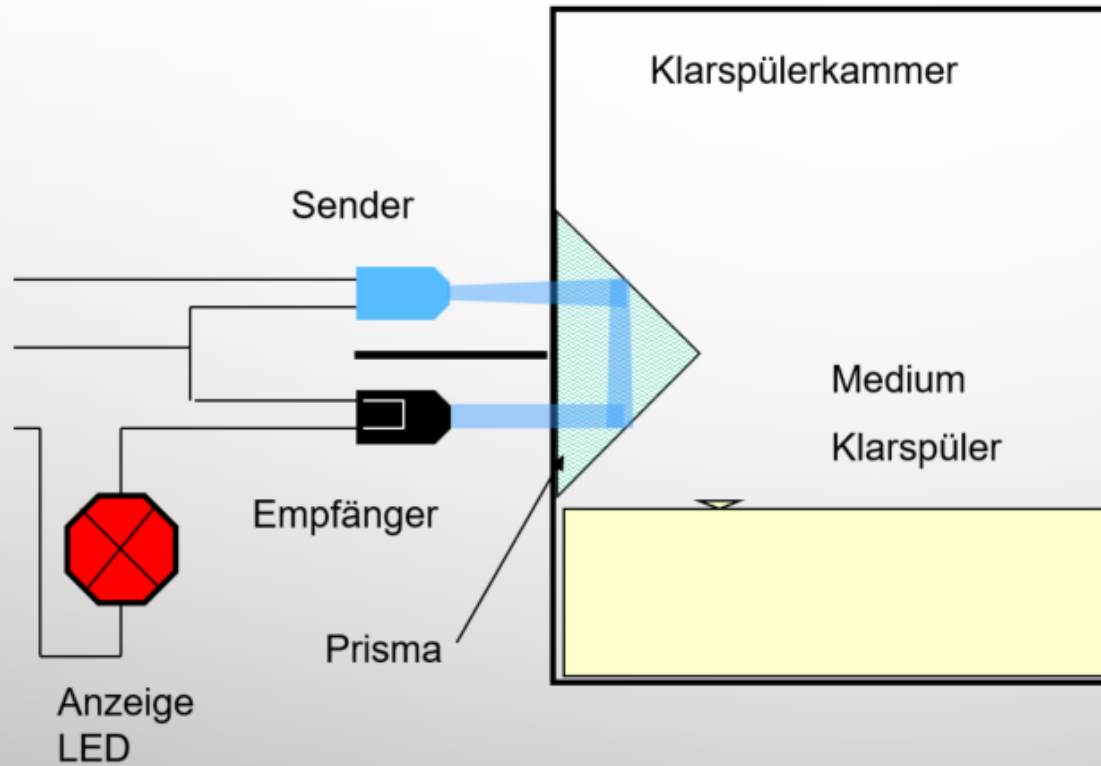 Klarspülerkammer
Sender
Medium
Klarspüler
Empfänger
Prisma
Anzeige
LED